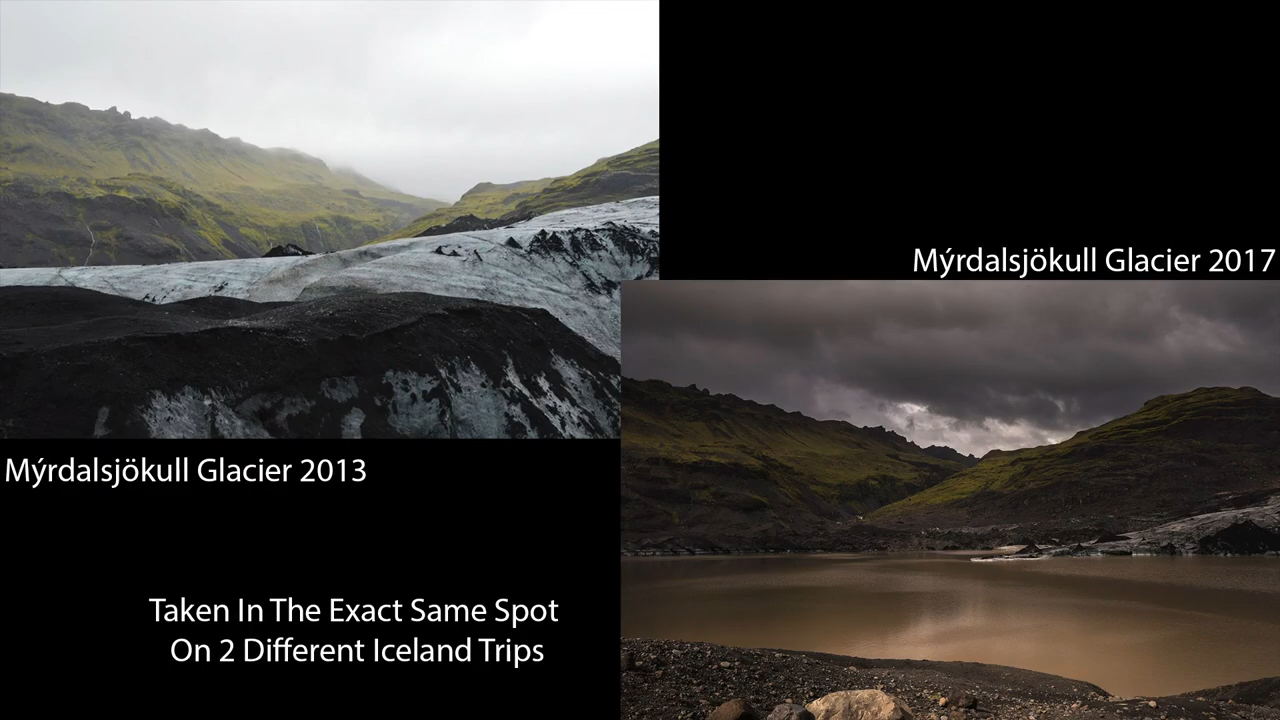 Mýrdalsjökull Glacier 2017
Mýrdalsjökull Glacier 2013
Taken In The Exact Same Spot
On 2 Different Iceland Trips